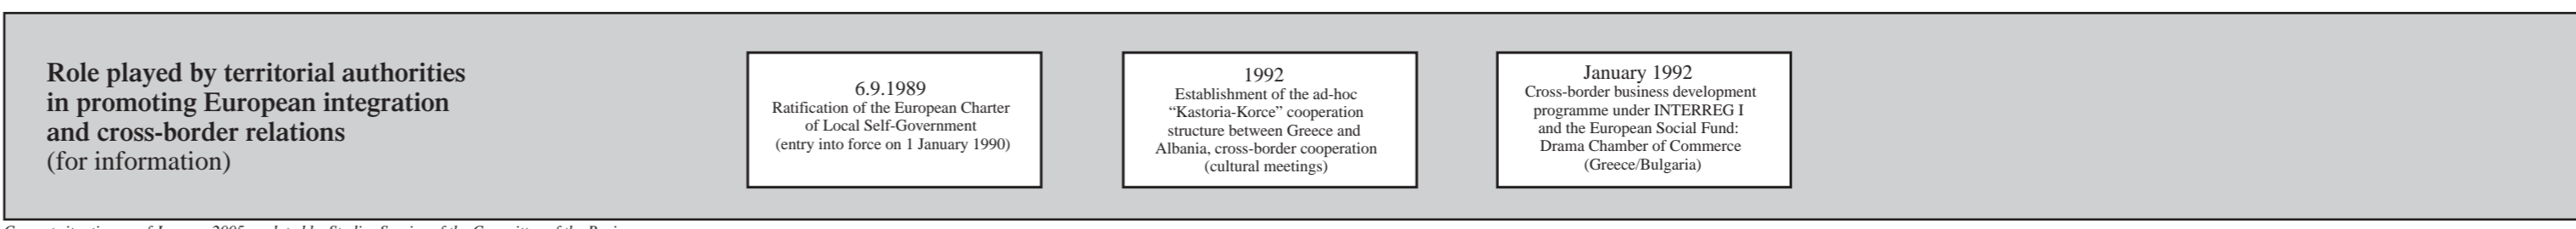 Role played by territorial authorities
in promoting European integration
and cross-border relations
(for information)
6.9.1989
Ratification of the European Charter
of Local Self-Government
(entry into force on 1 January 1990)
1992
Establishment of the ad-hoc
“Kastoria-Korce” cooperation
structure between Greece and
Albania, cross-border cooperation
(cultural meetings)
January 1992
Cross-border business development
programme under INTERREG I
and the European Social Fund:
Drama Chamber of Commerce
(Greece/Bulgaria)